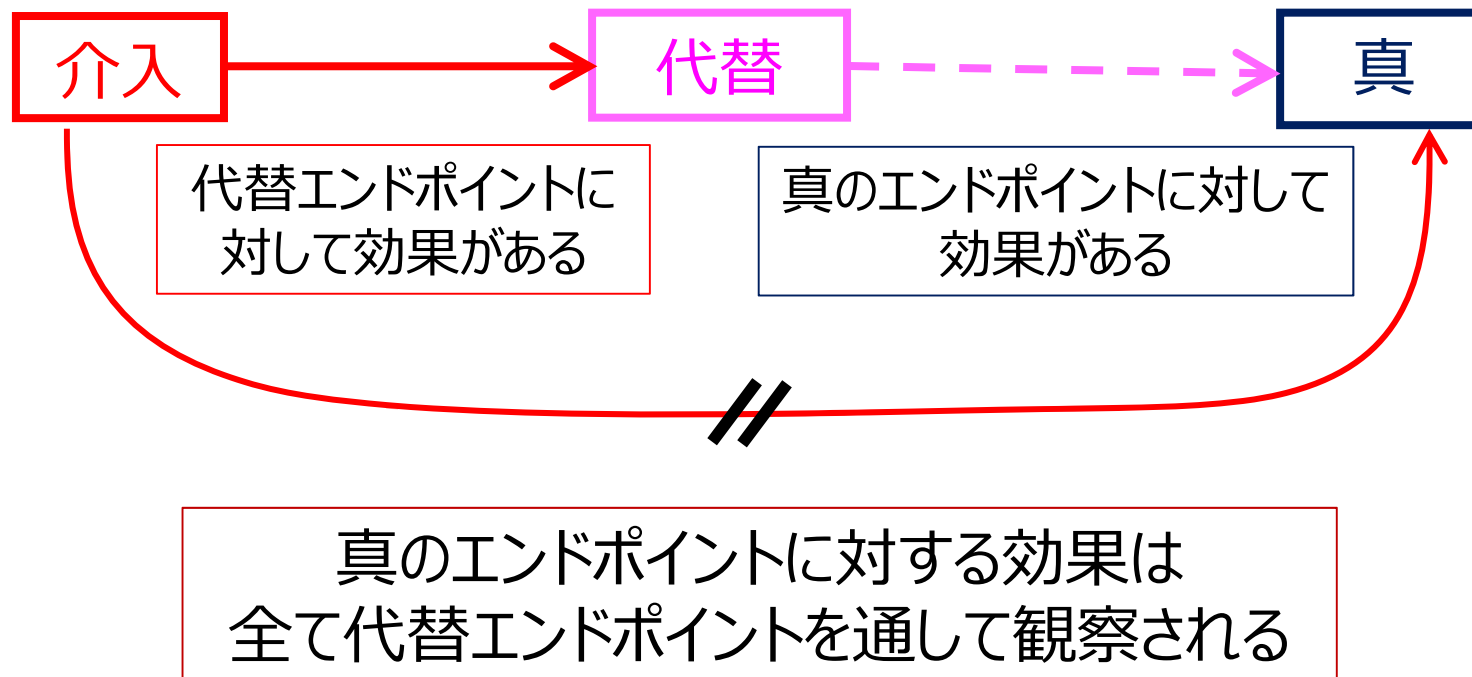 介入
代替
真
代替エンドポイントに
対して効果がある
真のエンドポイントに対して
効果がある
真のエンドポイントに対する効果は
全て代替エンドポイントを通して観察される